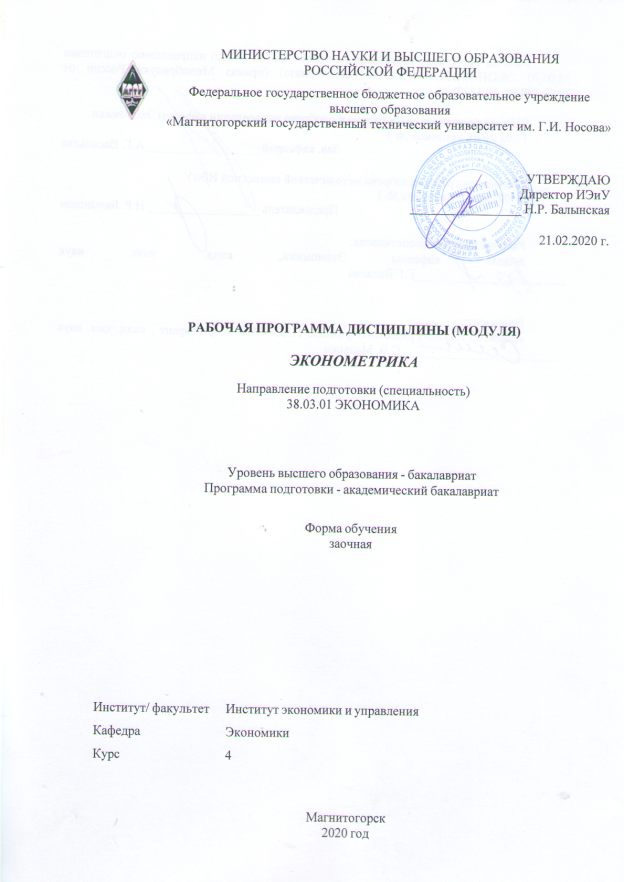 МИНИСТЕРСТВО НАУКИ И ВЫСШЕГО ОБРАЗОВАНИЯ
РОССИЙСКОЙ ФЕДЕРАЦИИ
Федеральное государственное бюджетное образовательное учреждение
высшего образования
«Магнитогорский государственный технический университет им. Г.И. Носова»
УТВЕРЖДАЮ
Директор ИЭиУ
Н.Р. Балынская
ИНСТИТУТ
ЭКОНОМИКИ
И УПРАВЛЕНИЯ
21.02.2020 г.
РАБОЧАЯ ПРОГРАММА ДИСЦИПЛИНЫ (МОДУЛЯ)
ЭКОНОМЕТРИКА
Направление подготовки (специальность)
38.03.01 ЭКОНОМИКА
Уровень высшего образования - бакалавриат
Программа подготовки - академический бакалавриат
Форма обучения
заочная
Институт/ факультет Институт экономики и управления
Кафедра Экономики
Курс 4
Магнитогорск
2020 год